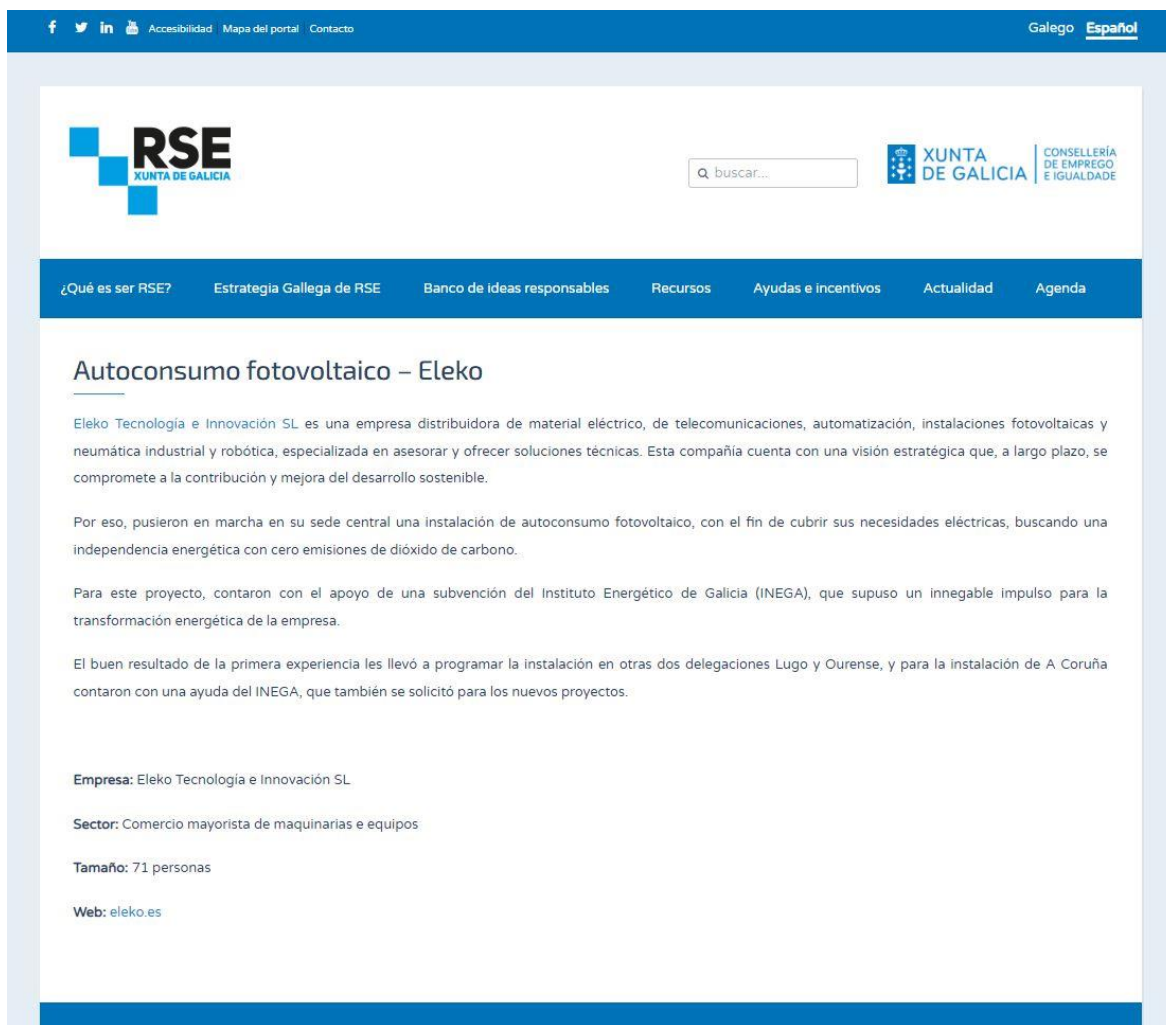 Accesibilidad Mapa del portal Contacto
Galego Español
RSE
XUNTA DE GALICIA
buscar...
XUNTA
DE GALICIA
CONSELLERÍA
DE EMPREGO
E IGUALDADE
¿Qué es ser RSE? Estrategia Gallega de RSE Banco de ideas responsables Recursos Ayudas e incentivos Actualidad Agenda
Autoconsumo fotovoltaico – Eleko
Eleko Tecnología e Innovación SL es una empresa distribuidora de material eléctrico, de telecomunicaciones, automatización, instalaciones fotovoltaicas y
neumática industrial y robótica, especializada en asesorar y ofrecer soluciones técnicas. Esta compañía cuenta con una visión estratégica que, a largo plazo, se
compromete a la contribución y mejora del desarrollo sostenible.
Por eso, pusieron en marcha en su sede central una instalación de autoconsumo fotovoltaico, con el fin de cubrir sus necesidades eléctricas, buscando una
independencia energética con cero emisiones de dióxido de carbono.
Para este proyecto, contaron con el apoyo de una subvención del Instituto Energético de Galicia (INEGA), que supuso un innegable impulso para la
transformación energética de la empresa.
El buen resultado de la primera experiencia les llevó a programar la instalación en otras dos delegaciones Lugo y Ourense, y para la instalación de A Coruña
contaron con una ayuda del INEGA, que también se solicitó para los nuevos proyectos.
Empresa: Eleko Tecnología e Innovación SL
Sector: Comercio mayorista de maquinarias e equipos
Tamaño: 71 personas
Web: eleko.es